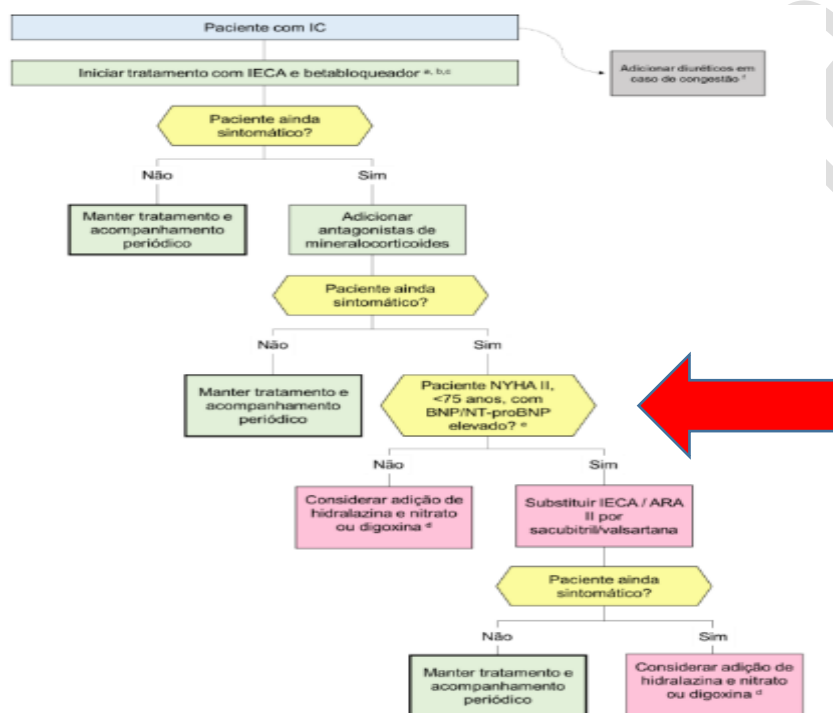 Paciente com IC
Adicionar diuréticos em
caso de congestão f
Iniciar tratamento com IECA e betabloqueador a, b,c
Paciente ainda
sintomático?
Não
Sim
Manter tratamento e
acompanhamento
periódico
Adicionar
antagonistas de
mineralocorticoides
Paciente ainda
sintomático?
Não
Sim
Manter tratamento e
acompanhamento
periódico
Paciente NYHA II,
<75 anos, com
BNP/NT-proBNP
elevado? e
Não
Sim
Considerar adição de
hidralazina e nitrato
ou digoxina d
Substituir IECA / ARA
II por
sacubitril/valsartana
Paciente ainda
sintomático?
Não
Sim
Manter tratamento e
acompanhamento
periódico
Considerar adição de
hidralazina e nitrato
ou digoxina d